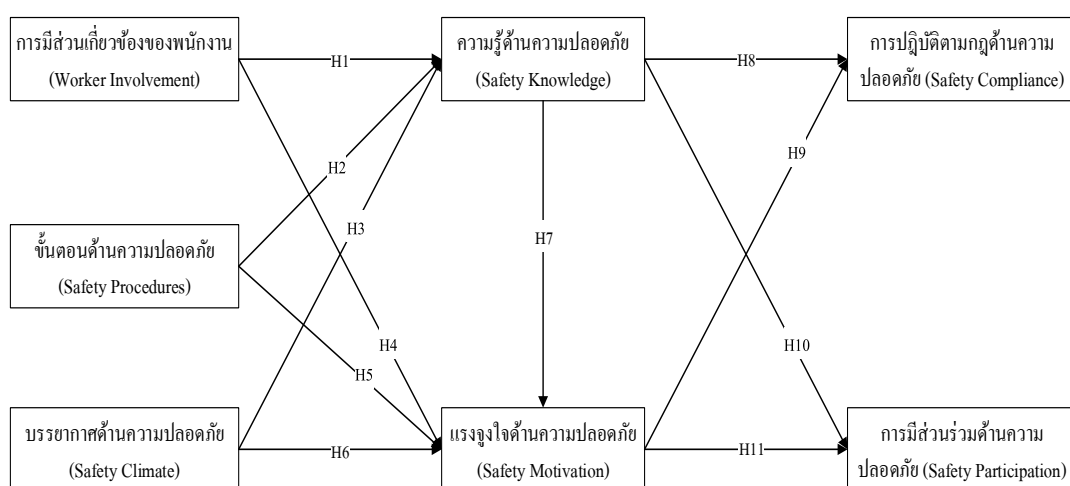 การมีส่วนเกี่ยวข้องของพนักงาน
(Worker Involvement)
H1
ความรู้ด้านความปลอดภัย
(Safety Knowledge)
H8
การปฎิบัติตามกฎด้านความ
ปลอดภัย (Safety Compliance)
H2
H9
H3
ขั้นตอนด้านความปลอดภัย
(Safety Procedures)
H7
H4
H10
H5
บรรยากาศด้านความปลอดภัย
(Safety Climate)
H6
แรงจูงใจด้านความปลอดภัย
(Safety Motivation)
H11
การมีส่วนร่วมด้านความ
ปลอดภัย (Safety Participation)